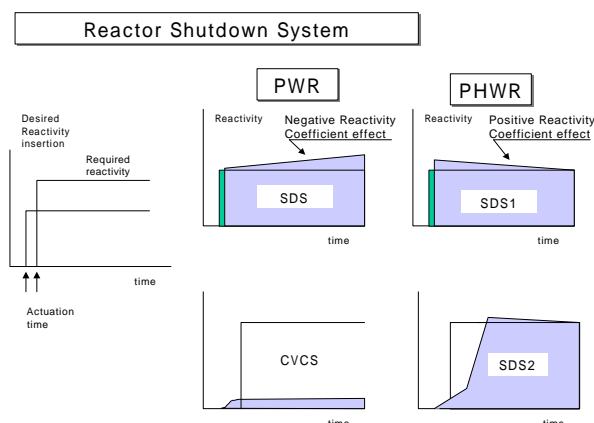 Reactor Shutdown System
PWR
PHWR
Desired
Reactivity
insertion
Required
reactivity
time
Actuation
time
Reactivity
Negative Reactivity
Coefficient effect
SDS
time
Reactivity
Positive Reactivity
Coefficient effect
SDS1
time
CVCS
time
SDS2
time